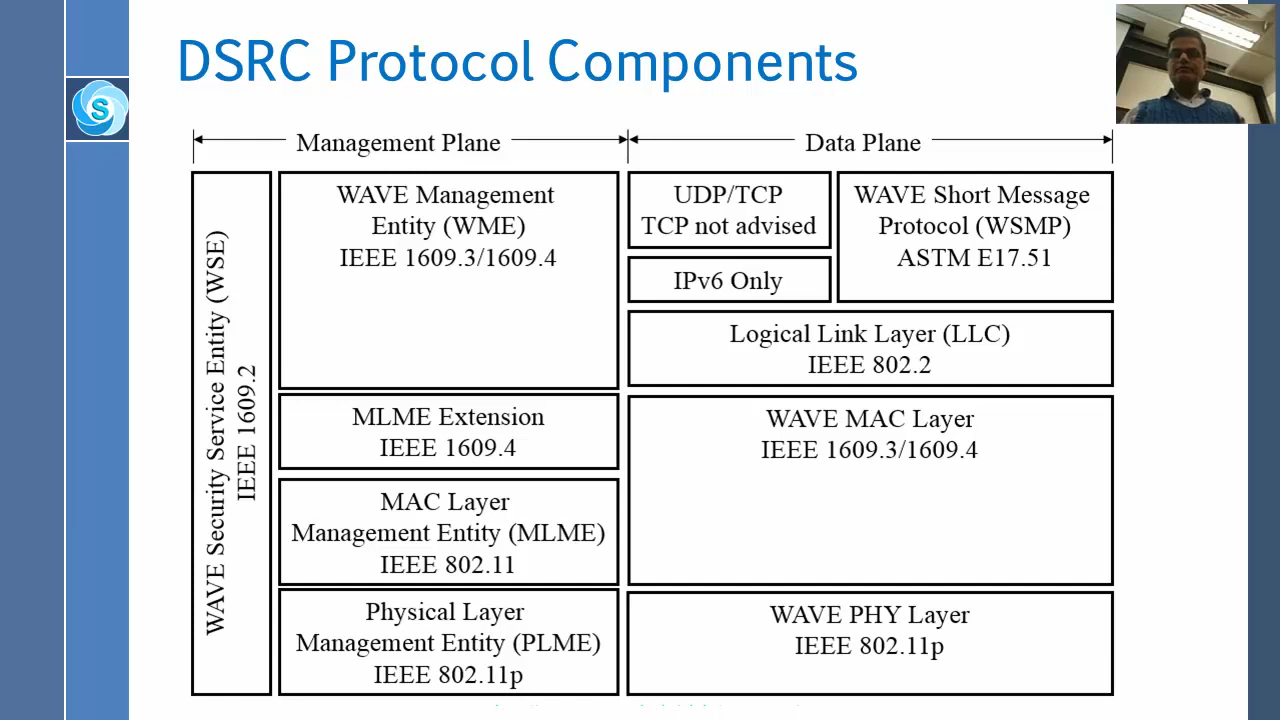 DSRC Protocol Components
S
Management Plane
Data Plane
WAVE Security Service Entity (WSE)
IEEE 1609.2
WAVE Management
Entity (WME)
IEEE 1609.3/1609.4
MLME Extension
IEEE 1609.4
MAC Layer
Management Entity (MLME)
IEEE 802.11
Physical Layer
Management Entity (PLME)
IEEE 802.11p
UDP/TCP
TCP not advised
IPv6 Only
WAVE Short Message
Protocol (WSMP)
ASTM E17.51
Logical Link Layer (LLC)
IEEE 802.2
WAVE MAC Layer
IEEE 1609.3/1609.4
WAVE PHY Layer
IEEE 802.11p